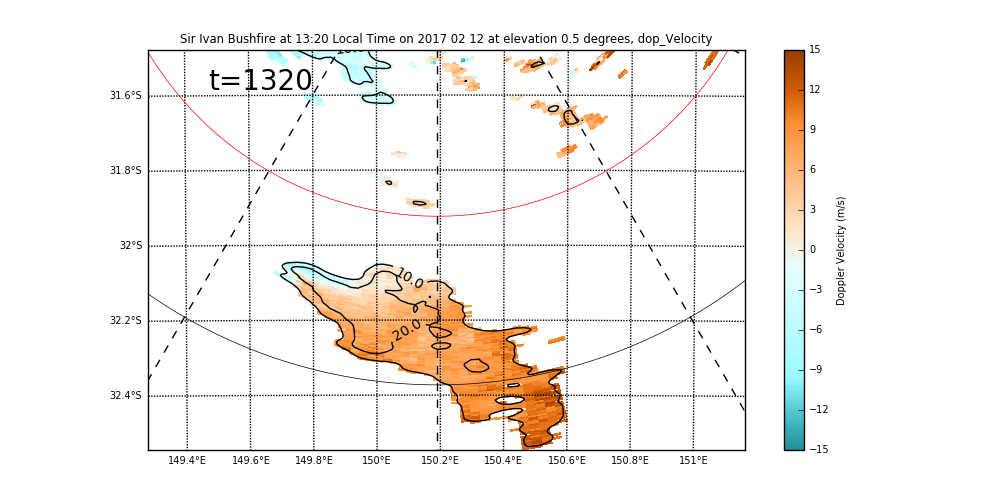 Sir Ivan Bushfire at 13:20 Local Time on 2017 02 12 at elevation 0.5 degrees, dop_Velocity
t=1320
31.6°S
31.8°S
32°S
32.2°S
32.4°S
10.0
20.0
149.4°E 149.6°E 149.8°E 150°E 150.2°E 150.4°E 150.6°E 150.8°E 151°E
15
12
9
6
3
0
−3
−6
−9
−12
−15
Doppler Velocity (m/s)